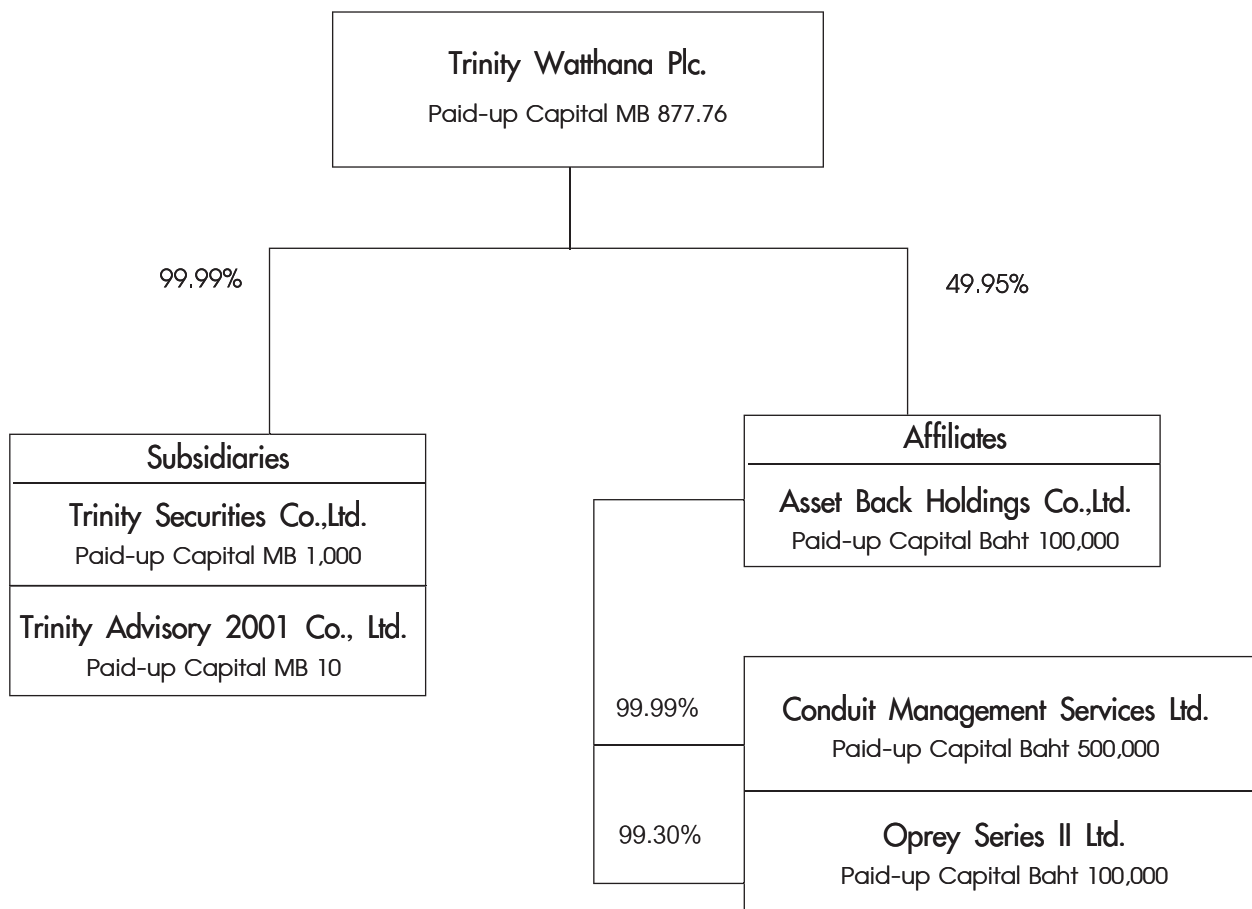 Trinity Watthana Plc.
Paid-up Capital MB 877.76
99.99%
49.95%
Subsidiaries
Trinity Securities Co.,Ltd.
Paid-up Capital MB 1,000
Trinity Advisory 2001 Co., Ltd.
Paid-up Capital MB 10
Affiliates
Asset Back Holdings Co.,Ltd.
Paid-up Capital Baht 100,000
99.99%
Conduit Management Services Ltd.
Paid-up Capital Baht 500,000
99.30%
Oprey Series II Ltd.
Paid-up Capital Baht 100,000